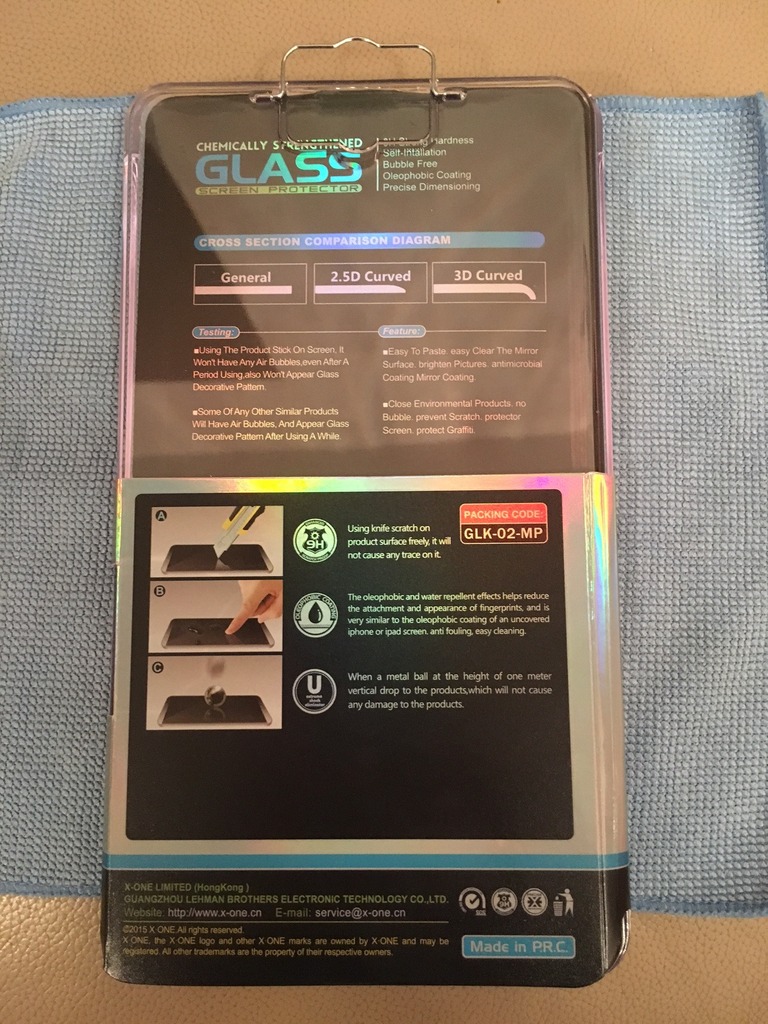 CHEMICALLY STRENGTHENED
GLASS
SCREEN PROTECTOR
Hardness
Self-Intallation
Bubble Free
Oleophobic Coating
Precise Dimensioning
CROSS SECTION COMPARISON DIAGRAM
General
2.5D Curved
3D Curved
Testing:
■Using The Product Stick On Screen, It
Won't Have Any Air Bubbles,even After A
Period Using,also Won't Appear Glass
Decorative Pattern.
■Some Of Any Other Similar Products
Will Have Air Bubbles, And Appear Glass
Decorative Pattern After Using A While.
Feature:
■Easy To Paste. easy Clear The Mirror
Surface. brighten Pictures. antimicrobial
Coating Mirror Coating.
■Close Environmental Products. no
Bubble. prevent Scratch. protector
Screen. protect Graffiti.
PACKING CODE:
GLK-02-MP
A
9H
Using knife scratch on
product surface freely, it will
not cause any trace on it.
B
OLEOPHOBIC COATING
The oleophobic and water repellent effects helps reduce
the attachment and appearance of fingerprints, and is
very similar to the oleophobic coating of an uncovered
iphone or ipad screen. anti fouling, easy cleaning.
C
U
extreme
shock
eliminator
When a metal ball at the height of one meter
vertical drop to the products,which will not cause
any damage to the products.
X-ONE LIMITED (HongKong )
GUANGZHOU LEHMAN BROTHERS ELECTRONIC TECHNOLOGY CO.,LTD.
Website: http://www.x-one.cn E-mail: service@x-one.cn
©2015 X·ONE.All rights reserved.
X·ONE, the X·ONE logo and other X·ONE marks are owned by X·ONE and may be
registered. All other trademarks are the property of their respective owners.
Made in P.R.C.